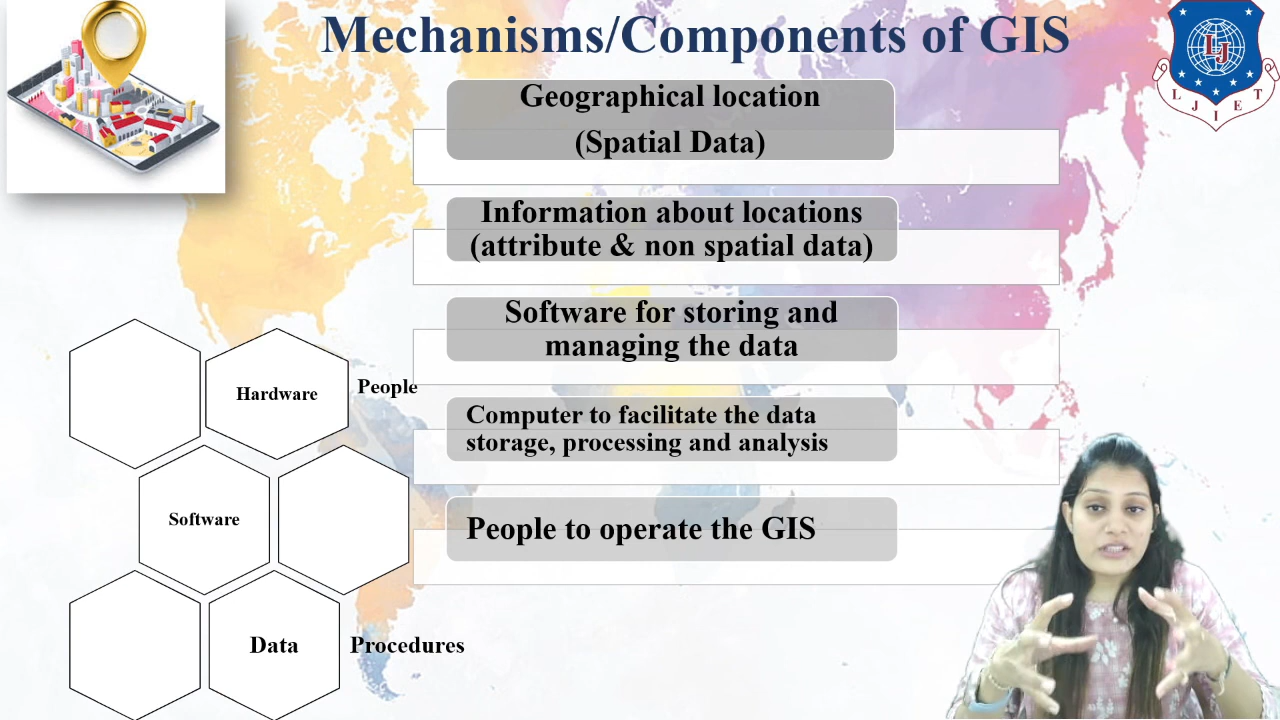 Mechanisms/Components of GIS
LJ
L J I E T
Geographical location
(Spatial Data)
Information about locations
(attribute & non spatial data)
Software for storing and
managing the data
Computer to facilitate the data
storage, processing and analysis
People to operate the GIS
Hardware
People
Software
Data
Procedures